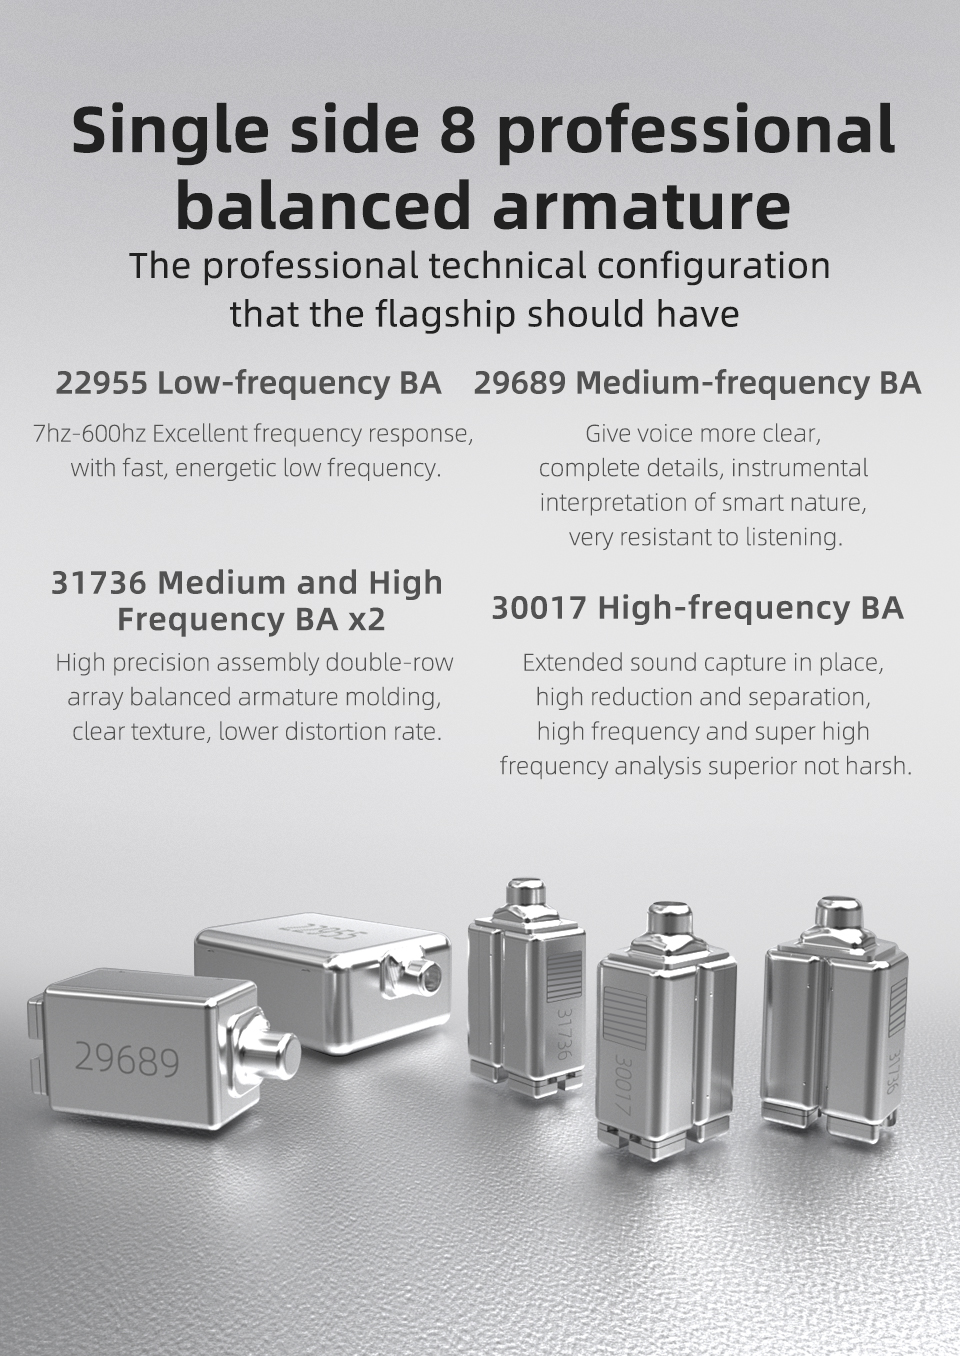 Single side 8 professional
balanced armature
The professional technical configuration
that the flagship should have
22955 Low-frequency BA
7hz-600hz Excellent frequency response,
with fast, energetic low frequency.
29689 Medium-frequency BA
Give voice more clear,
complete details, instrumental
interpretation of smart nature,
very resistant to listening.
31736 Medium and High
Frequency BA x2
High precision assembly double-row
array balanced armature molding,
clear texture, lower distortion rate.
30017 High-frequency BA
Extended sound capture in place,
high reduction and separation,
high frequency and super high
frequency analysis superior not harsh.
29689
22955
31736
30017
31736